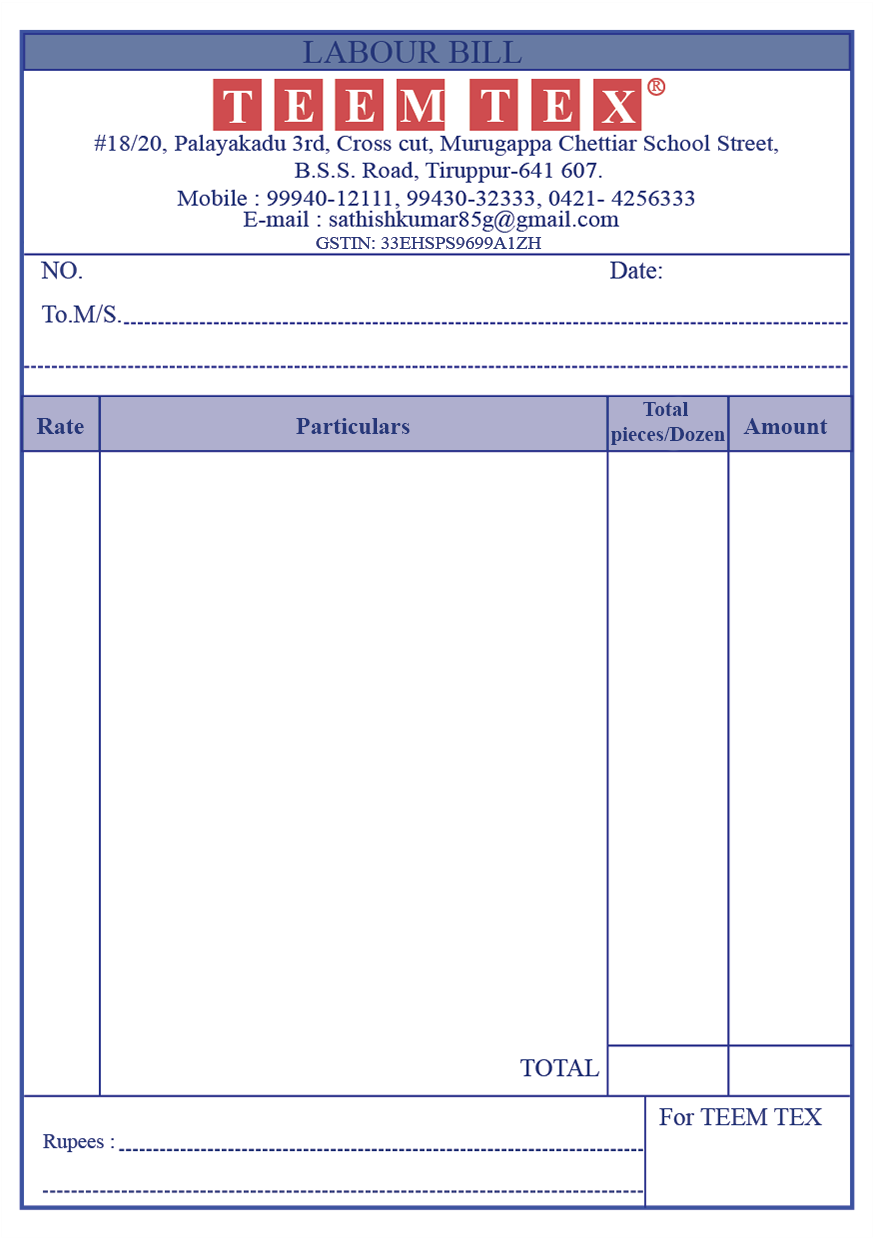 LABOUR BILL
TEEM TEX®
#18/20, Palayakadu 3rd, Cross cut, Murugappa Chettiar School Street,
B.S.S. Road, Tiruppur-641 607.
Mobile : 99940-12111, 99430-32333, 0421- 4256333
E-mail : sathishkumar85g@gmail.com
GSTIN: 33EHSPS9699A1ZH
NO. Date:
To.M/S.
Rate Particulars Total pieces/Dozen Amount
TOTAL
For TEEM TEX
Rupees :